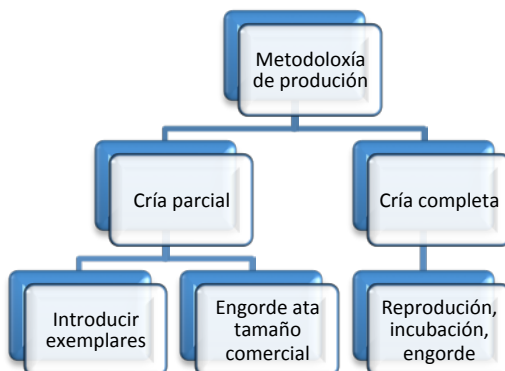 Metodoloxía
de produción
Cría parcial
Cría completa
Introducir
exemplares
Engorde ata
tamaño
comercial
Reprodución,
incubación,
engorde